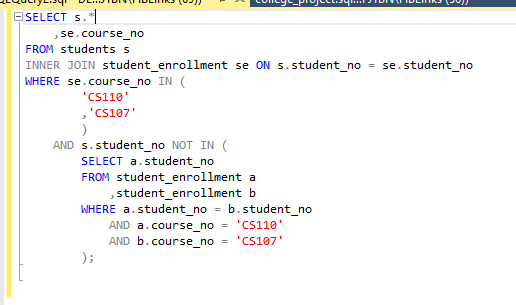 SELECT s.*
,se.course_no
FROM students s
INNER JOIN student_enrollment se ON s.student_no = se.student_no
WHERE se.course_no IN (
'CS110'
,'CS107'
)
AND s.student_no NOT IN (
SELECT a.student_no
FROM student_enrollment a
,student_enrollment b
WHERE a.student_no = b.student_no
AND a.course_no = 'CS110'
AND b.course_no = 'CS107'
);